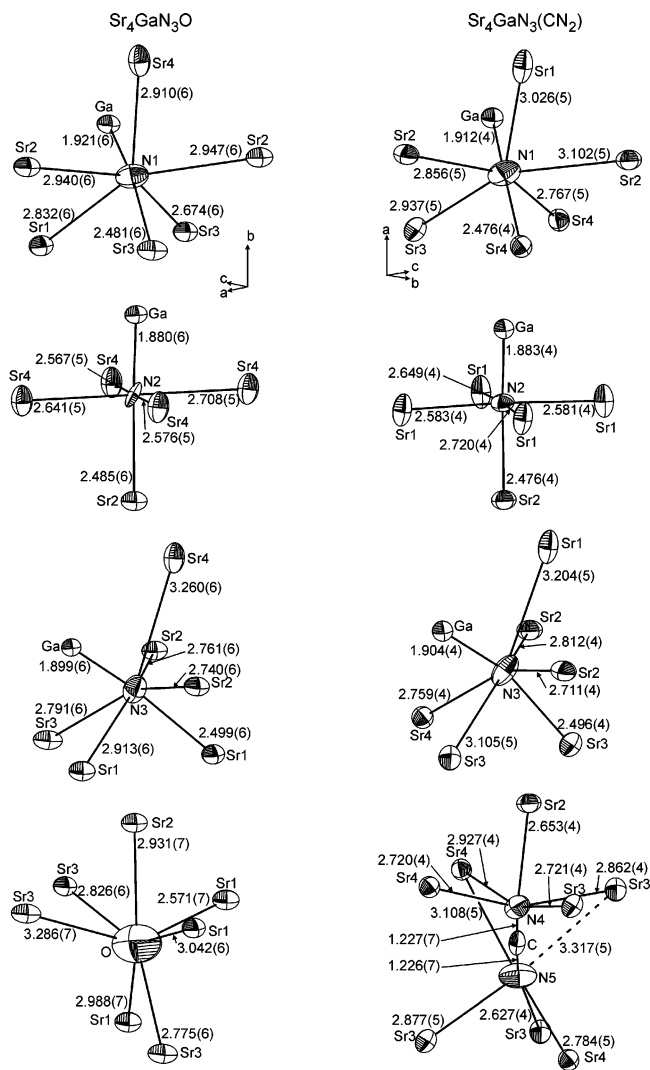 Sr4GaN3O
Sr4GaN3(CN2)
Sr4
2.910(6)
Ga
1.921(6)
Sr2
2.947(6)
Sr2
N1
2.940(6)
2.832(6)
Sr1
2.481(6)
Sr3
2.674(6)
Sr3
b
c
a
Sr1
3.026(5)
Ga
1.912(4)
Sr2
N1
3.102(5)
Sr2
2.856(5)
2.767(5)
2.937(5)
Sr4
2.476(4)
Sr3
Sr4
a
c
b
Ga
1.880(6)
2.567(5)
Sr4
Sr4
Sr4
N2
2.641(5)
2.708(5)
Sr4
2.576(5)
2.485(6)
Sr2
Ga
1.883(4)
Sr1
2.649(4)
N2
2.583(4)
2.581(4)
Sr1
Sr1
Sr1
2.720(4)
2.476(4)
Sr2
Sr4
3.260(6)
Ga
Sr2
2.761(6)
1.899(6)
2.740(6)
Sr2
2.791(6)
N3
Sr3
2.499(6)
2.913(6)
Sr1
Sr1
Sr1
3.204(5)
Sr2
Ga
2.812(4)
1.904(4)
Sr2
2.711(4)
N3
2.759(4)
Sr4
2.496(4)
3.105(5)
Sr3
Sr3
Sr2
2.931(7)
Sr3
2.826(6)
2.571(7)
Sr1
Sr3
3.286(7)
Sr1
O
3.042(6)
2.988(7)
Sr1
2.775(6)
Sr3
Sr2
2.653(4)
2.927(4)
Sr4
2.720(4)
2.721(4)
2.862(4)
Sr4
Sr3
Sr3
3.108(5)
N4
1.227(7)
C
3.317(5)
1.226(7)
N5
2.877(5)
2.627(4)
Sr3
Sr3
2.784(5)
Sr4